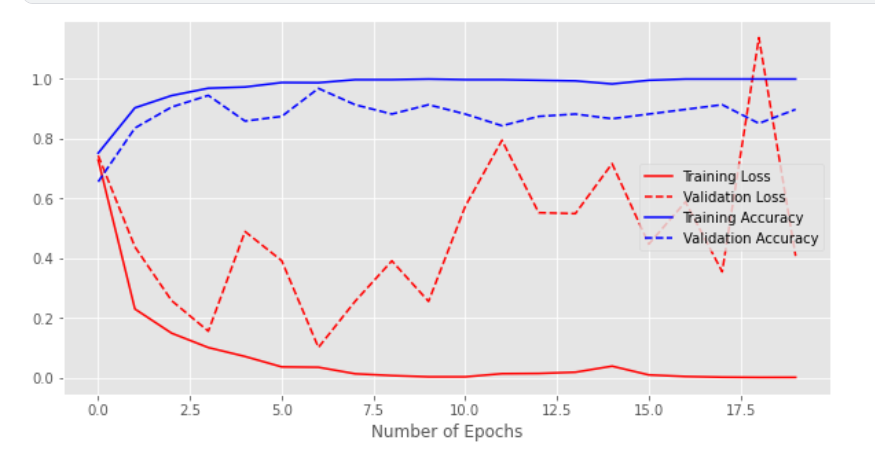 1.0
0.8
0.6
0.4
0.2
0.0
Training Loss
Validation Loss
Training Accuracy
Validation Accuracy
0.0 2.5 5.0 7.5 10.0 12.5 15.0 17.5
Number of Epochs